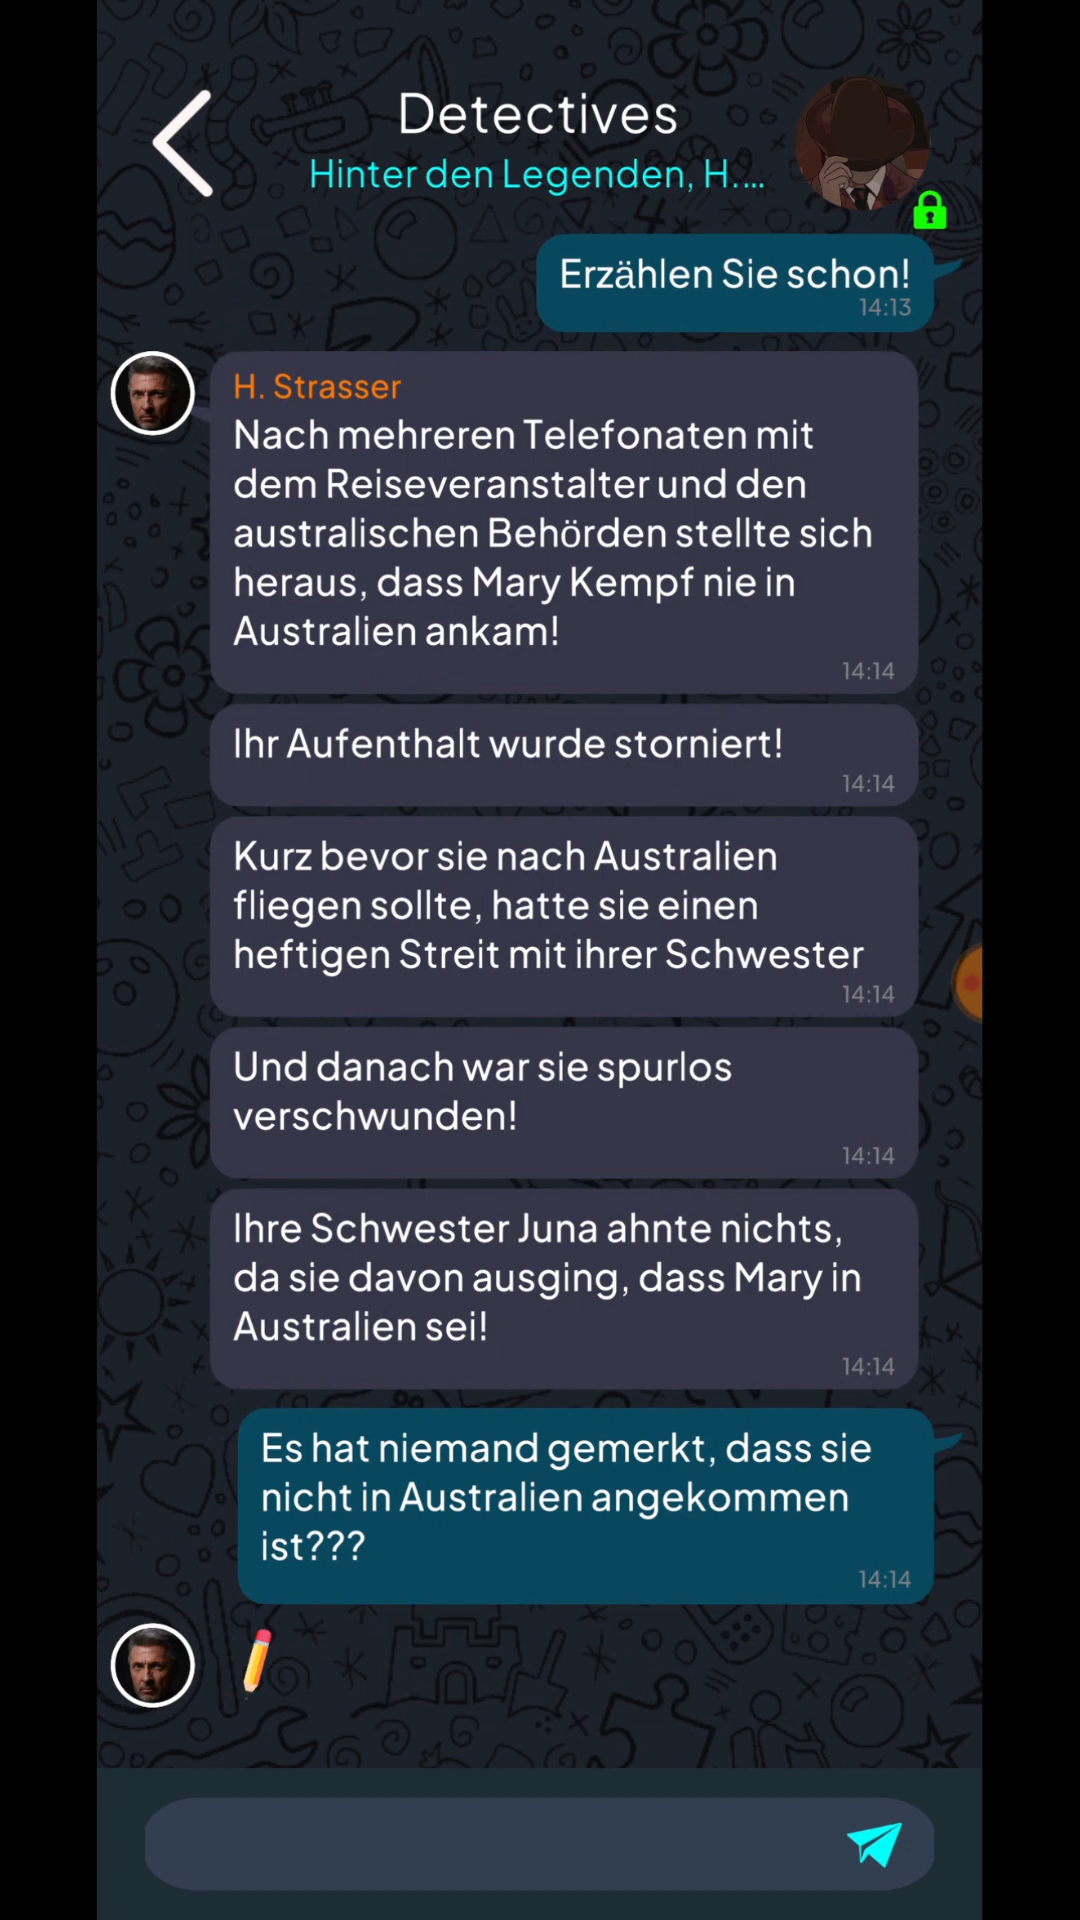 Detectives
Hinter den Legenden, H....
Erzählen Sie schon!
14:13
H. Strasser
Nach mehreren Telefonaten mit
dem Reiseveranstalter und den
australischen Behörden stellte sich
heraus, dass Mary Kempf nie in
Australien ankam!
14:14
Ihr Aufenthalt wurde storniert!
14:14
Kurz bevor sie nach Australien
fliegen sollte, hatte sie einen
heftigen Streit mit ihrer Schwester
14:14
Und danach war sie spurlos
verschwunden!
14:14
Ihre Schwester Juna ahnte nichts,
da sie davon ausging, dass Mary in
Australien sei!
14:14
Es hat niemand gemerkt, dass sie
nicht in Australien angekommen
ist???
14:14